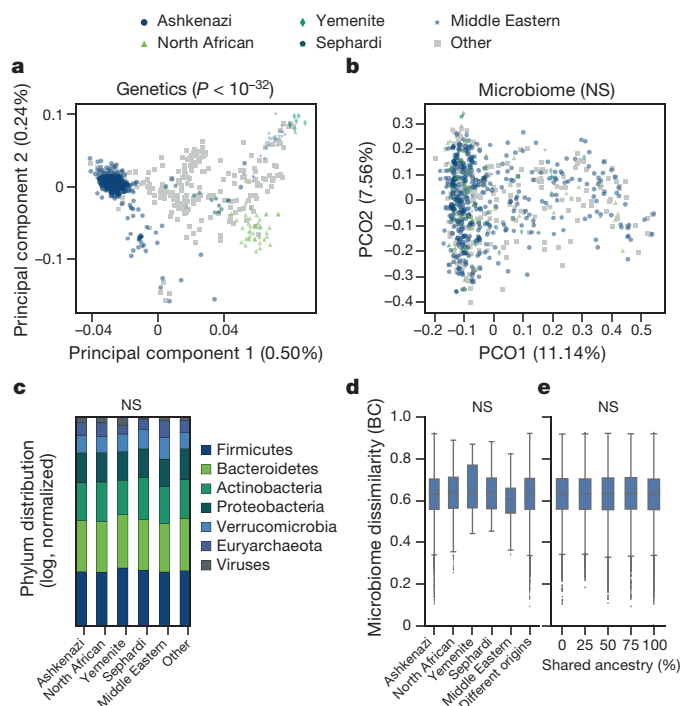 Ashkenazi
Yemenite
Middle Eastern
North African
Sephardi
Other
a
Genetics (P < 10⁻³²)
Principal component 2 (0.24%)
0.1
0
−0.1
−0.04
0
0.04
Principal component 1 (0.50%)
b
Microbiome (NS)
PCO2 (7.56%)
0.3
0.2
0.1
0
−0.1
−0.2
−0.3
−0.4
−0.2
−0.1
0
0.1
0.2
0.3
0.4
0.5
PCO1 (11.14%)
c
NS
Phylum distribution
(log, normalized)
Firmicutes
Bacteroidetes
Actinobacteria
Proteobacteria
Verrucomicrobia
Euryarchaeota
Viruses
Ashkenazi
North African
Yemenite
Sephardi
Middle Eastern
Other
d
NS
Microbiome dissimilarity (BC)
1.0
0.8
0.6
0.4
0.2
0
Ashkenazi
North African
Yemenite
Sephardi
Middle Eastern
Different origins
e
NS
0
25
50
75
100
Shared ancestry (%)